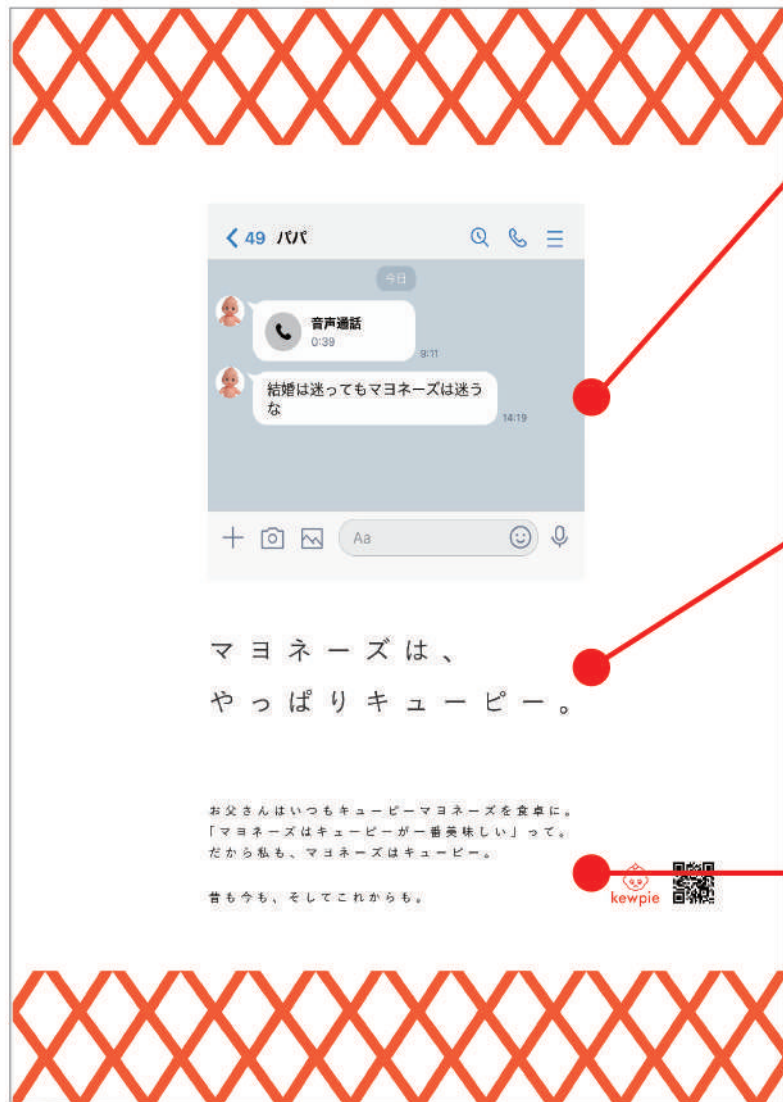 49 パパ
今日
音声通話
0:39
9:11
結婚は迷ってもマヨネーズは迷う
な
14:19
Aa
マヨネーズは、
やっぱりキューピー。
お父さんはいつもキューピーマヨネーズを食卓に。
「マヨネーズはキューピーが一番美味しい」って。
だから私も、マヨネーズはキューピー。
昔も今も、そしてこれからも。
kewpie